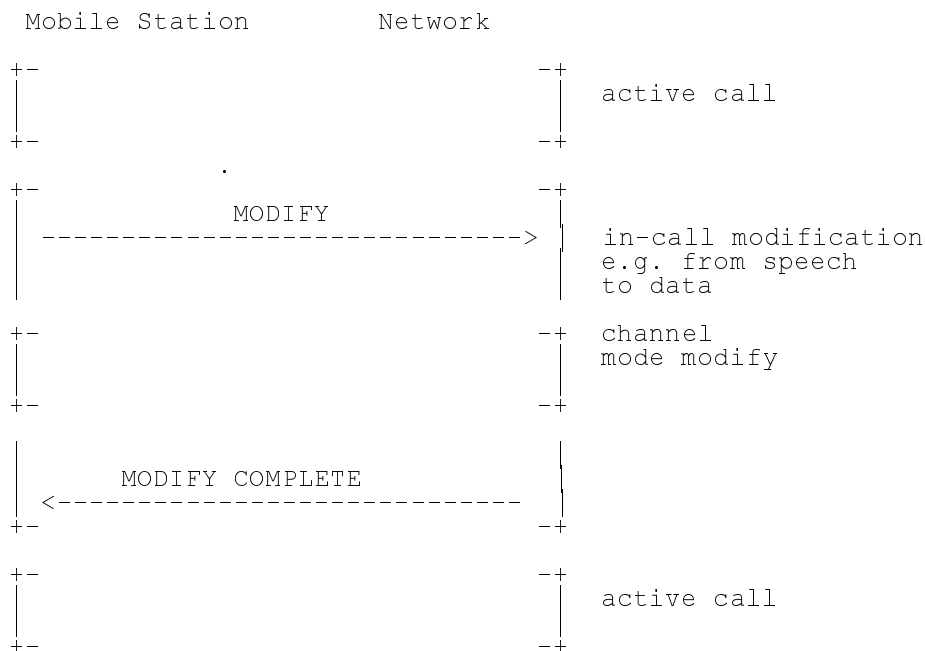 Mobile Station Network
active call
.
MODIFY
in-call modification
e.g. from speech
to data
channel
mode modify
MODIFY COMPLETE
active call